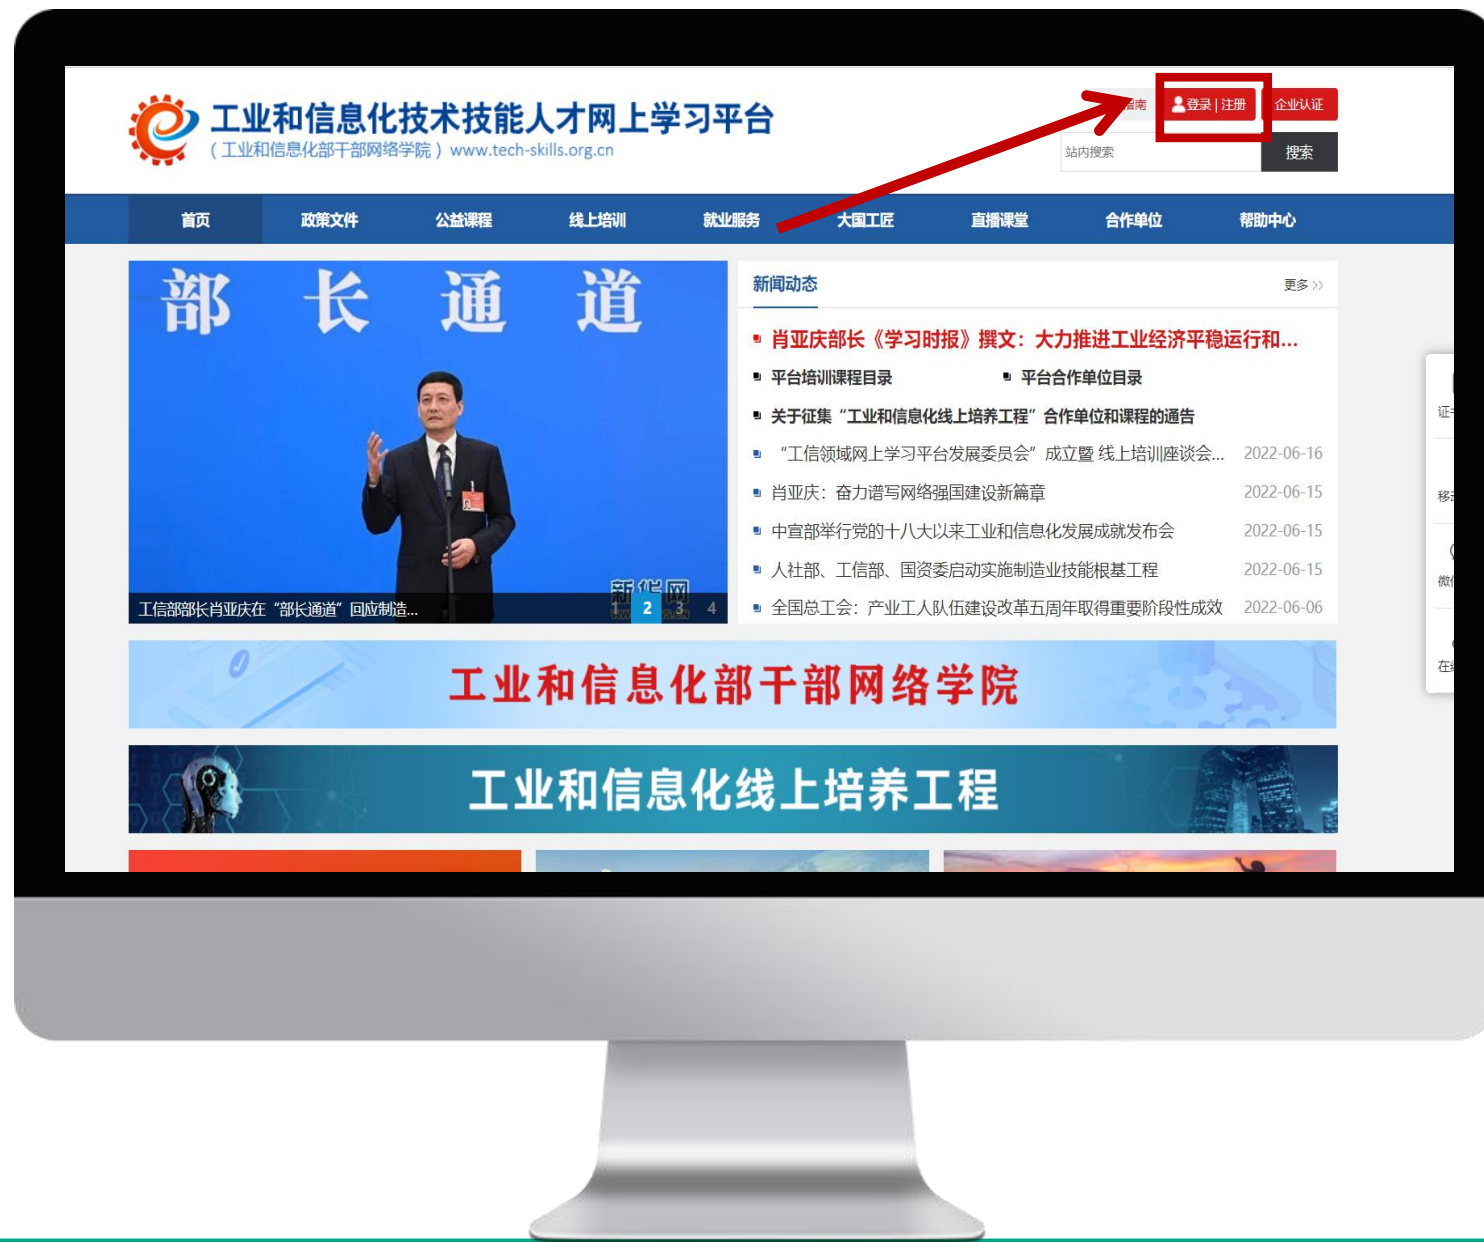 工业和信息化技术技能人才网上学习平台
（工业和信息化部干部网络学院）www.tech-skills.org.cn
指南
登录 | 注册
企业认证
站内搜索
搜索
首页 政策文件 公益课程 线上培训 就业服务 大国工匠 直播课堂 合作单位 帮助中心
部长通道
新华网
工信部部长肖亚庆在“部长通道”回应制造...
1 2 3 4
新闻动态
更多 >>
肖亚庆部长《学习时报》撰文：大力推进工业经济平稳运行和...
平台培训课程目录 平台合作单位目录
关于征集“工业和信息化线上培养工程”合作单位和课程的通告
“工信领域网上学习平台发展委员会”成立暨 线上培训座谈会... 2022-06-16
肖亚庆：奋力谱写网络强国建设新篇章 2022-06-15
中宣部举行党的十八大以来工业和信息化发展成就发布会 2022-06-15
人社部、工信部、国资委启动实施制造业技能根基工程 2022-06-15
全国总工会：产业工人队伍建设改革五周年取得重要阶段性成效 2022-06-06
工业和信息化部干部网络学院
工业和信息化线上培养工程